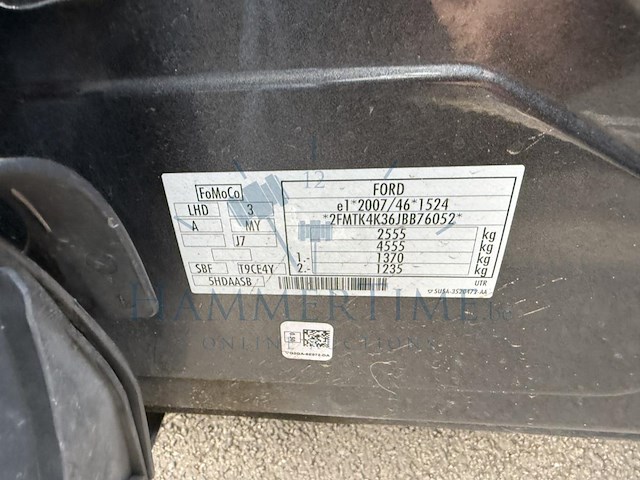 FoMoCo
LHD 3
A MY
J7
SBF T9CE4Y
5HDAASB
FORD
e1*2007/46*1524
*2FMTK4K36JBB76052*
2555 kg
4555 kg
1.- 1370 kg
2.- 1235 kg
UTR
12
HAMMERTIME
ONLINE AUCTIONS